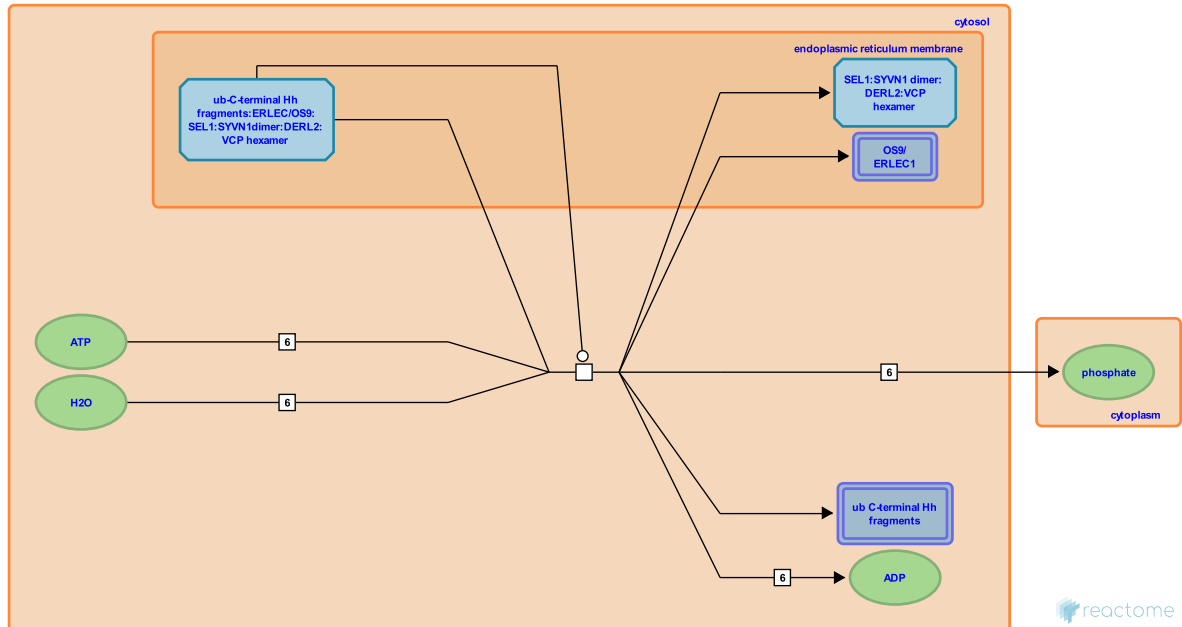 cytosol
endoplasmic reticulum membrane
ub-C-terminal Hh
fragments:ERLEC/OS9:
SEL1:SYVN1dimer:DERL2:
VCP hexamer
SEL1:SYVN1 dimer:
DERL2:VCP
hexamer
OS9/
ERLEC1
ATP
6
H2O
6
6
phosphate
cytoplasm
ub C-terminal Hh
fragments
6
ADP
reactome